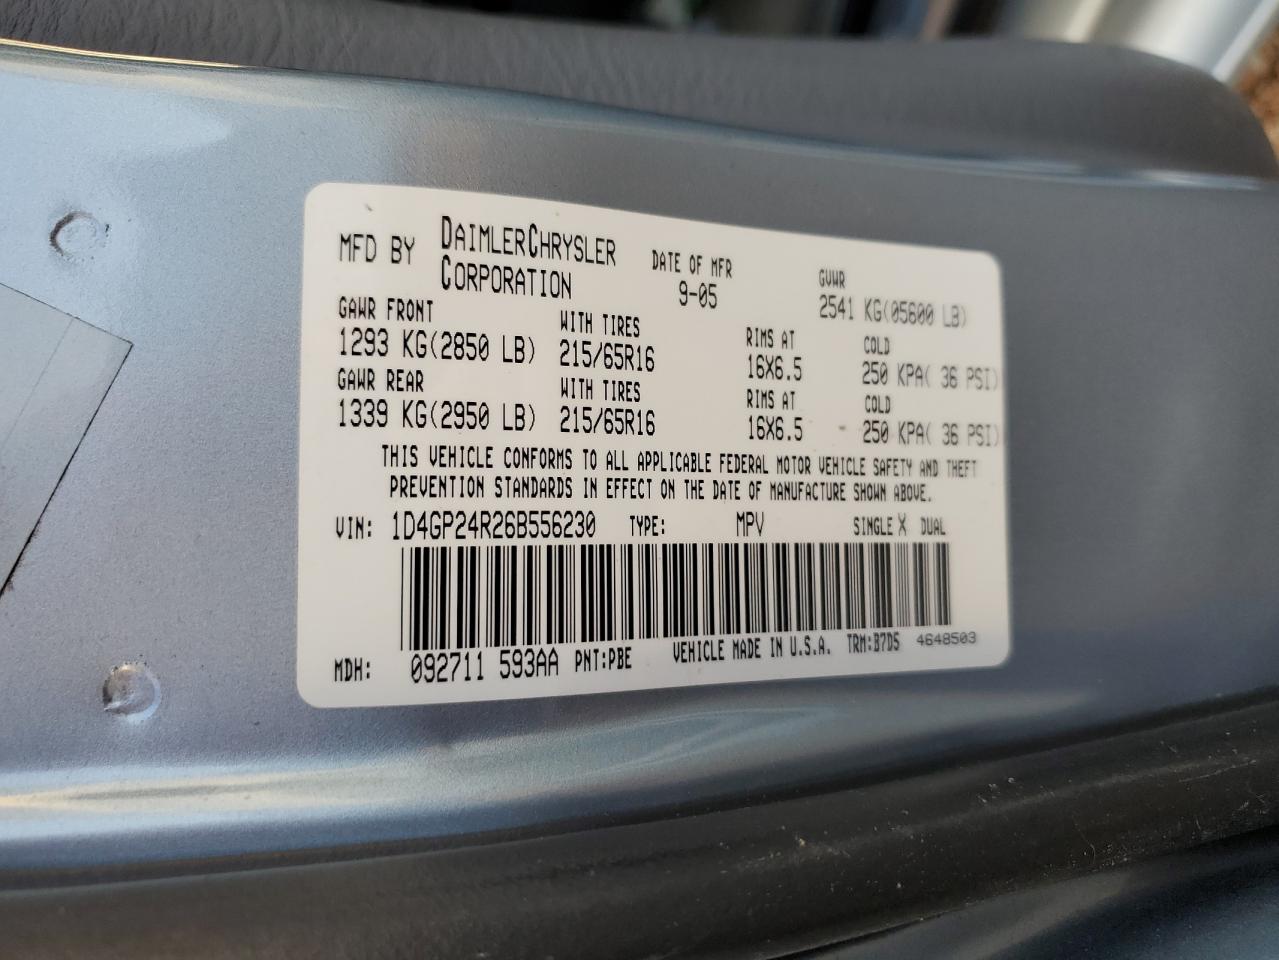 MFD BY DAIMLERCHRYSLER CORPORATION DATE OF MFR 9-05 GVWR 2541 KG(05600 LB)
GAWR FRONT WITH TIRES RIMS AT COLD
1293 KG(2850 LB) 215/65R16 16X6.5 250 KPA( 36 PSI)
GAWR REAR WITH TIRES RIMS AT COLD
1339 KG(2950 LB) 215/65R16 16X6.5 250 KPA( 36 PSI)
THIS VEHICLE CONFORMS TO ALL APPLICABLE FEDERAL MOTOR VEHICLE SAFETY AND THEFT
PREVENTION STANDARDS IN EFFECT ON THE DATE OF MANUFACTURE SHOWN ABOVE.
VIN: 1D4GP24R26B556230 TYPE: MPV SINGLE X DUAL
MDH: 092711 593AA PNT:PBE VEHICLE MADE IN U.S.A. TRM:B7D5 4648503